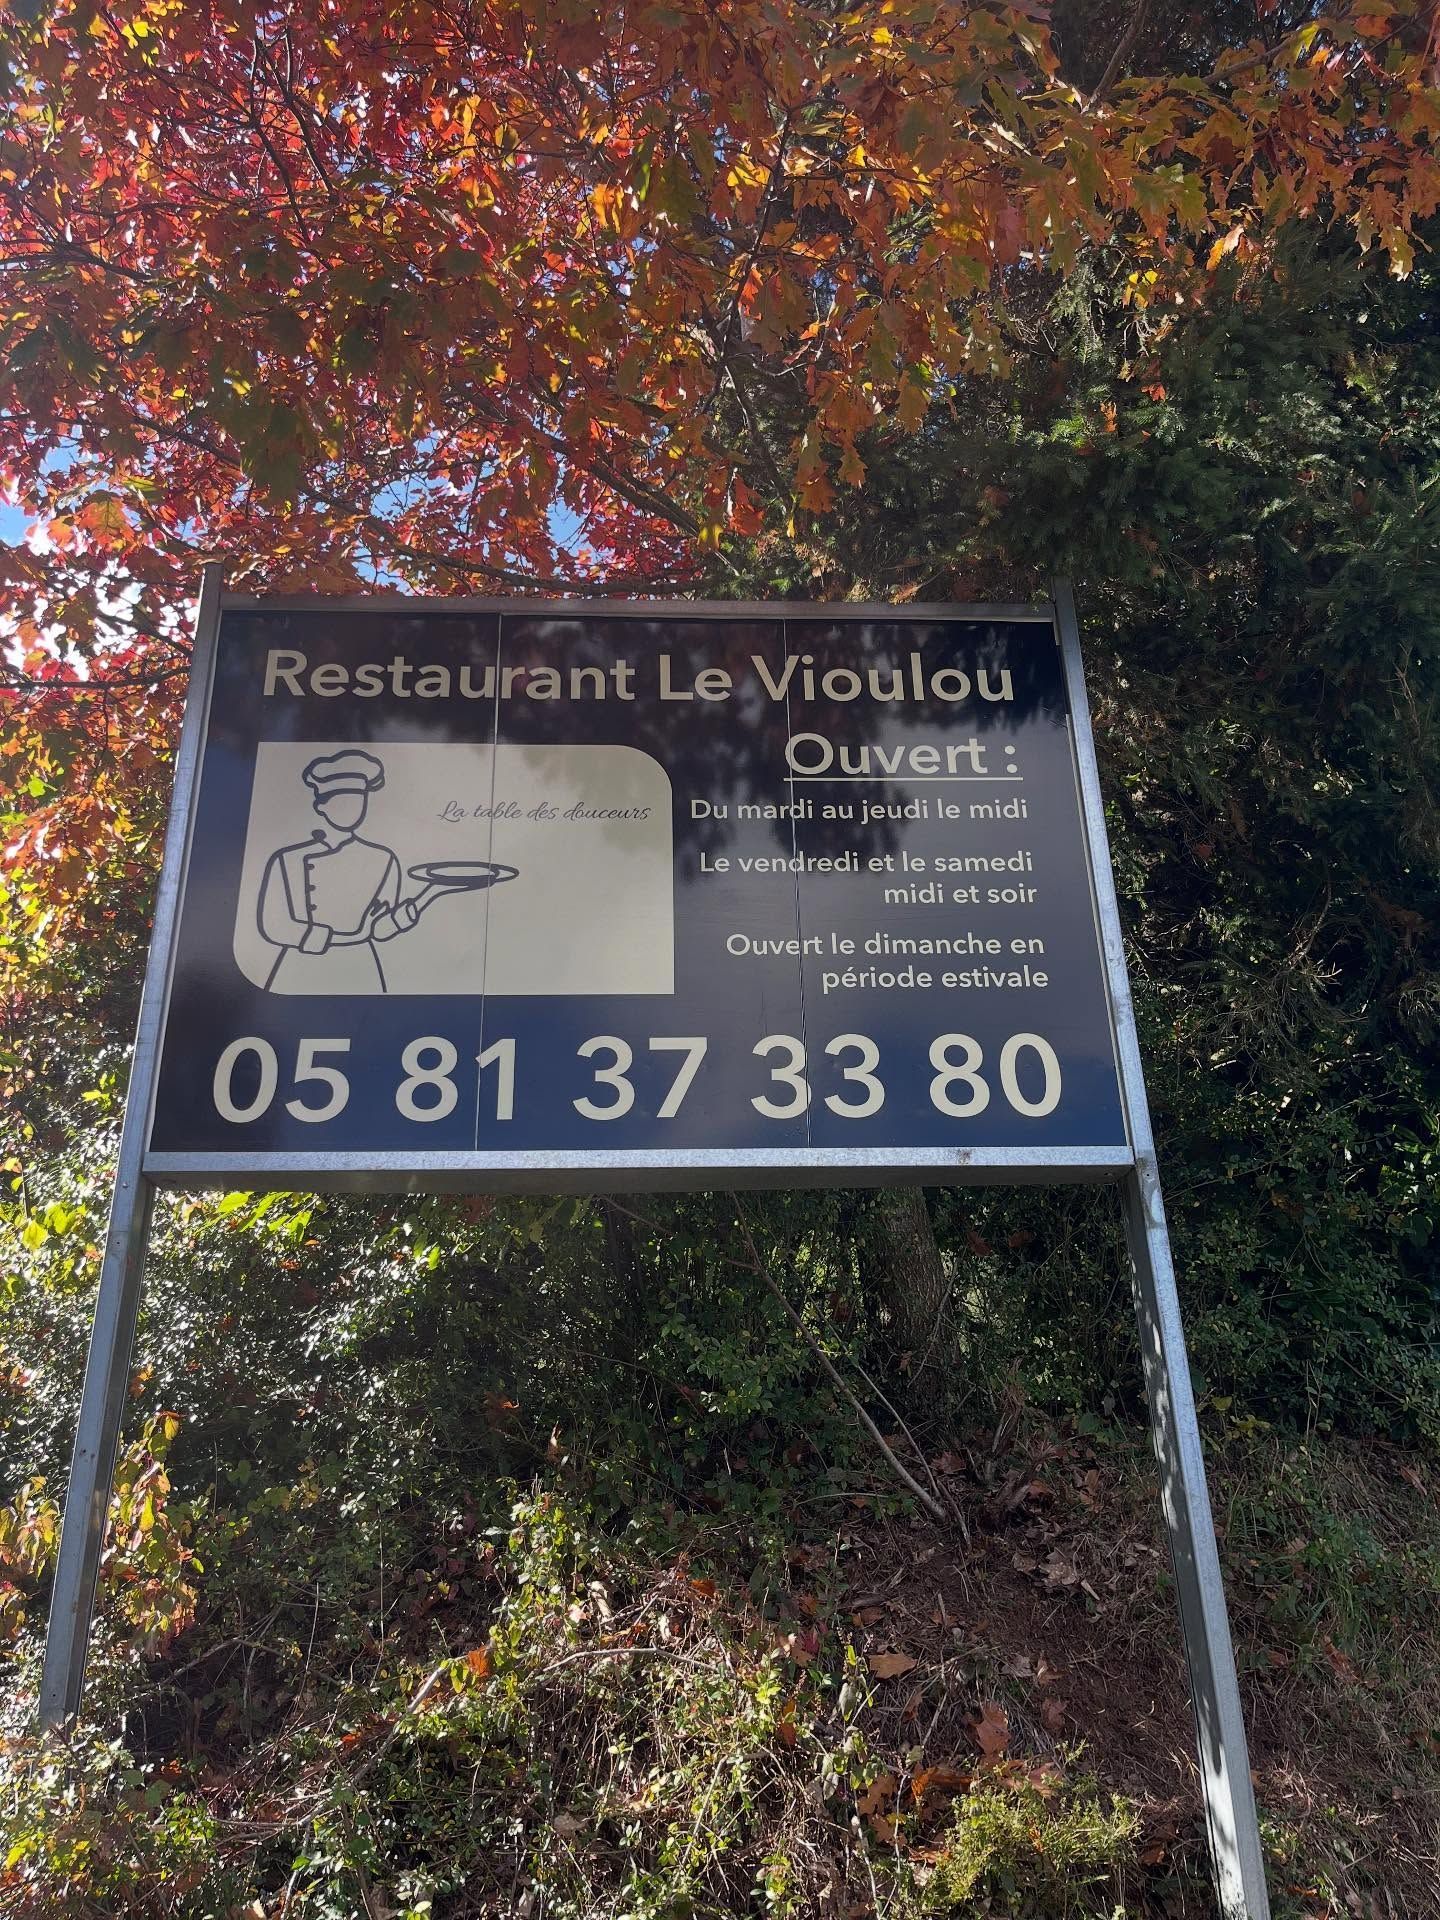 Restaurant Le Vioulou
La table des douceurs
Ouvert :
Du mardi au jeudi le midi
Le vendredi et le samedi
midi et soir
Ouvert le dimanche en
période estivale
05 81 37 33 80